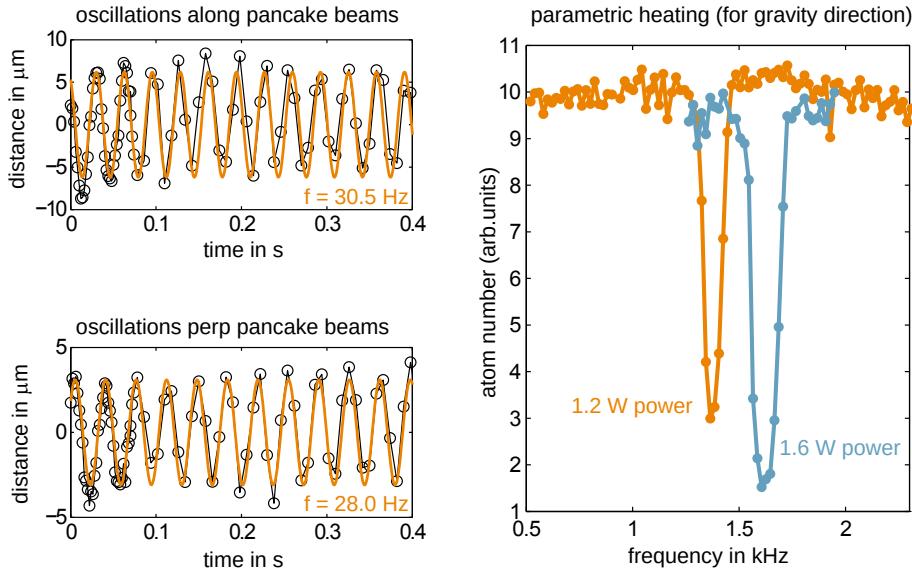 oscillations along pancake beams
distance in μm
10
5
0
−5
−10
0
0.1
0.2
0.3
0.4
f = 30.5 Hz
time in s
oscillations perp pancake beams
distance in μm
5
0
−5
0
0.1
0.2
0.3
0.4
f = 28.0 Hz
time in s
parametric heating (for gravity direction)
atom number (arb.units)
11
10
9
8
7
6
5
4
3
2
1
0.5
1
1.5
2
1.2 W power
1.6 W power
frequency in kHz